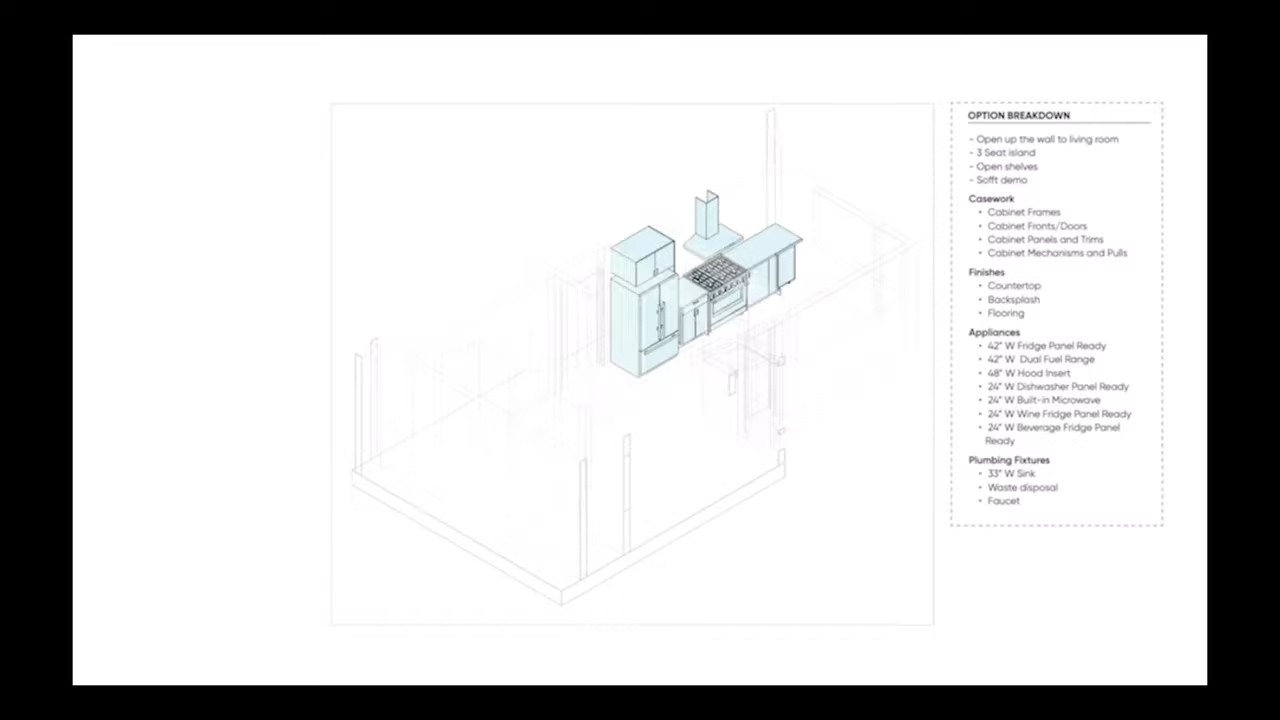 OPTION BREAKDOWN
- Open up the wall to living room
- 3 Seat island
- Open shelves
- Sofft demo
Casework
• Cabinet Frames
• Cabinet Fronts/Doors
• Cabinet Panels and Trims
• Cabinet Mechanisms and Pulls
Finishes
• Countertop
• Backsplash
• Flooring
Appliances
• 42" W Fridge Panel Ready
• 42" W Dual Fuel Range
• 48" W Hood Insert
• 24" W Dishwasher Panel Ready
• 24" W Built-in Microwave
• 24" W Wine Fridge Panel Ready
• 24" W Beverage Fridge Panel
Ready
Plumbing Fixtures
• 33" W Sink
• Waste disposal
• Faucet